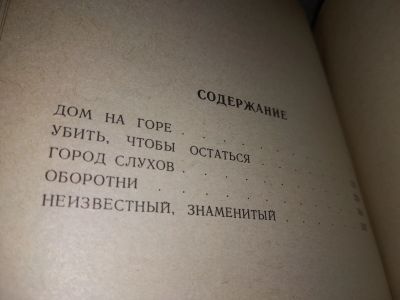 СОДЕРЖАНИЕ
ДОМ НА ГОРЕ . . . . . . .
УБИТЬ, ЧТОБЫ ОСТАТЬСЯ . . . .
ГОРОД СЛУХОВ . . . . . . .
ОБОРОТНИ . . . . . . . .
НЕИЗВЕСТНЫЙ, ЗНАМЕНИТЫЙ . . . .